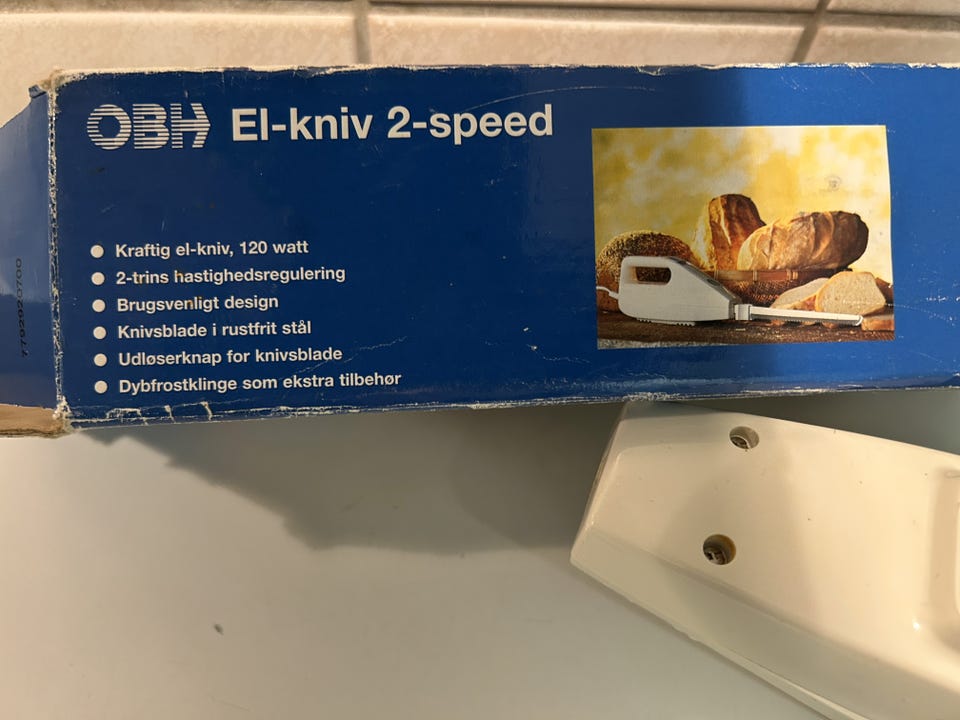 OBH El-kniv 2-speed
Kraftig el-kniv, 120 watt
2-trins hastighedsregulering
Brugsvenligt design
Knivsblade i rustfrit stål
Udløserknap for knivsblade
Dybfrostklinge som ekstra tilbehør